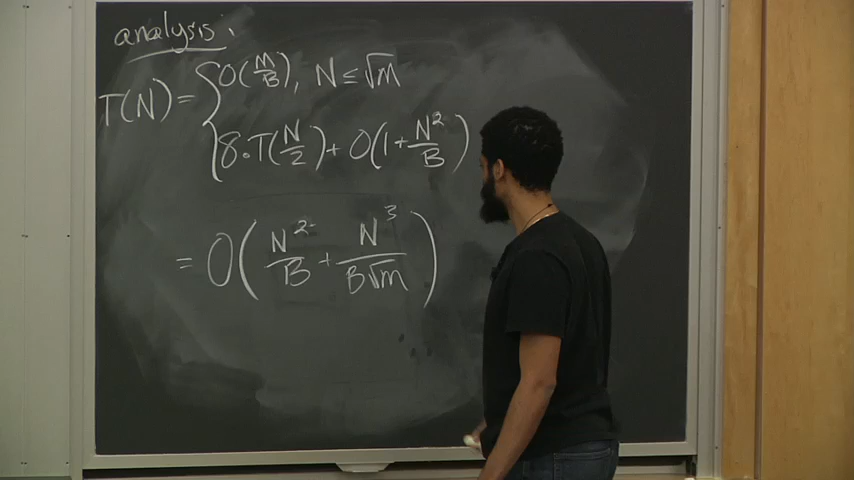 analysis:
T(N) = { O(m/B), N ≤ √m
8·T(N/2) + O(1 + N²/B)
= O(N²/B + N³/(B√m))